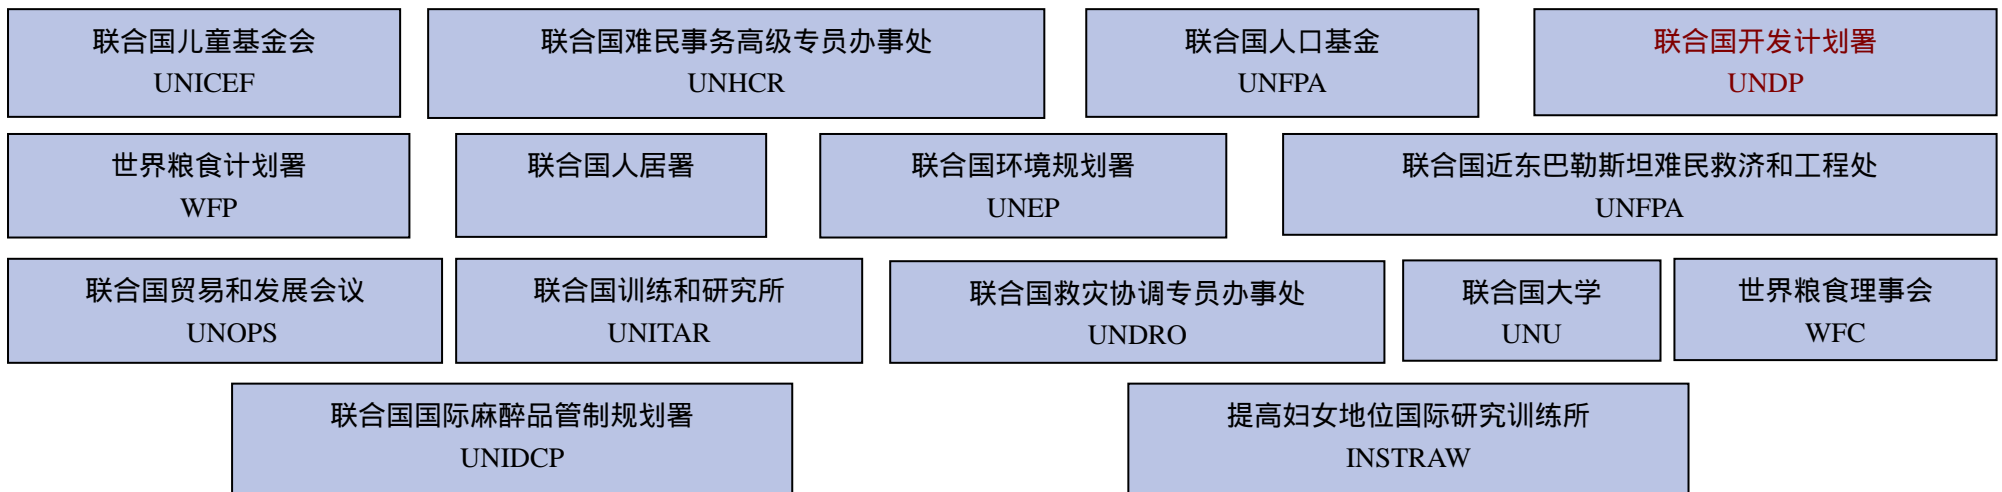 联合国儿童基金会
UNICEF
联合国难民事务高级专员办事处
UNHCR
联合国人口基金
UNFPA
联合国开发计划署
UNDP
世界粮食计划署
WFP
联合国人居署
联合国环境规划署
UNEP
联合国近东巴勒斯坦难民救济和工程处
UNFPA
联合国贸易和发展会议
UNOPS
联合国训练和研究所
UNITAR
联合国救灾协调专员办事处
UNDRO
联合国大学
UNU
世界粮食理事会
WFC
联合国国际麻醉品管制规划署
UNIDCP
提高妇女地位国际研究训练所
INSTRAW